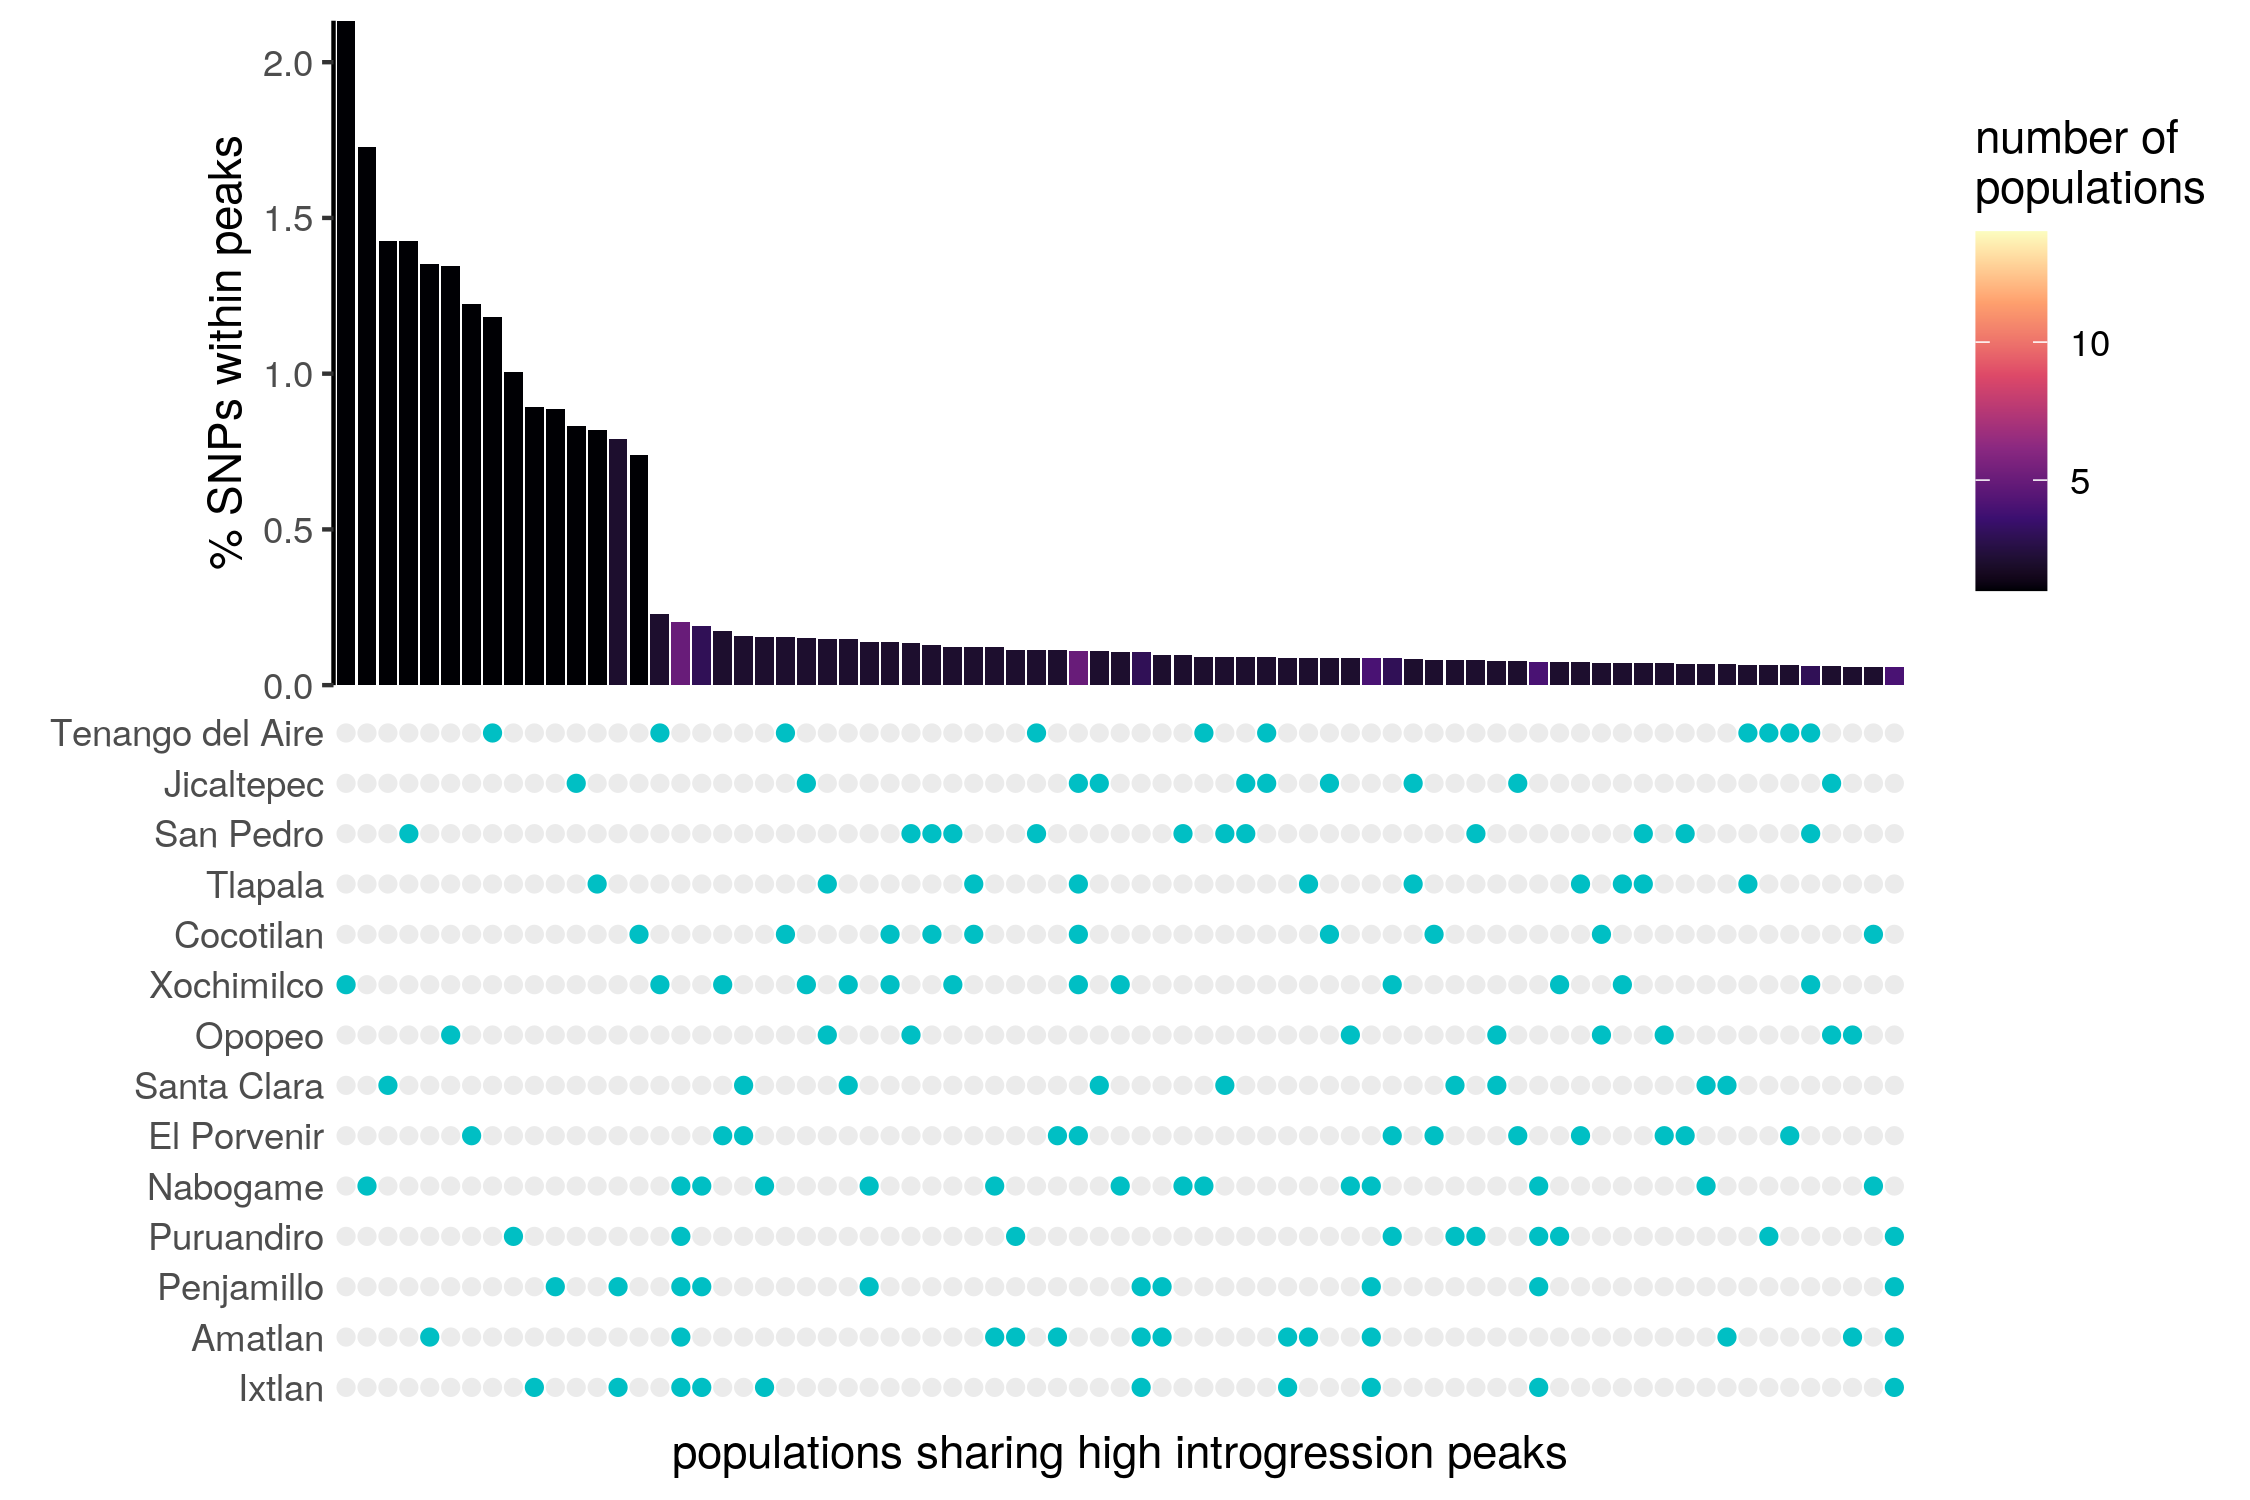 % SNPs within peaks
2.0
1.5
1.0
0.5
0.0
number of
populations
10
5
Tenango del Aire
Jicaltepec
San Pedro
Tlapala
Cocotilan
Xochimilco
Opopeo
Santa Clara
El Porvenir
Nabogame
Puruandiro
Penjamillo
Amatlan
Ixtlan
populations sharing high introgression peaks